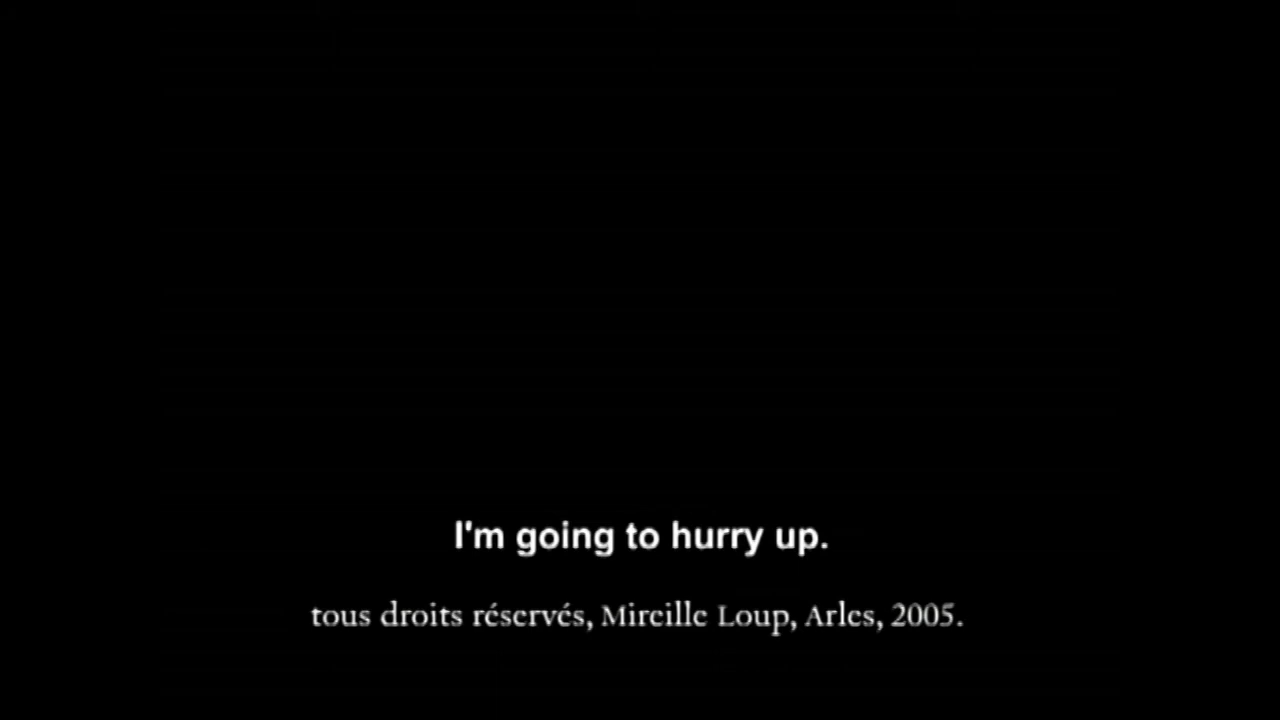 I'm going to hurry up.
tous droits réservés, Mireille Loup, Arles, 2005.